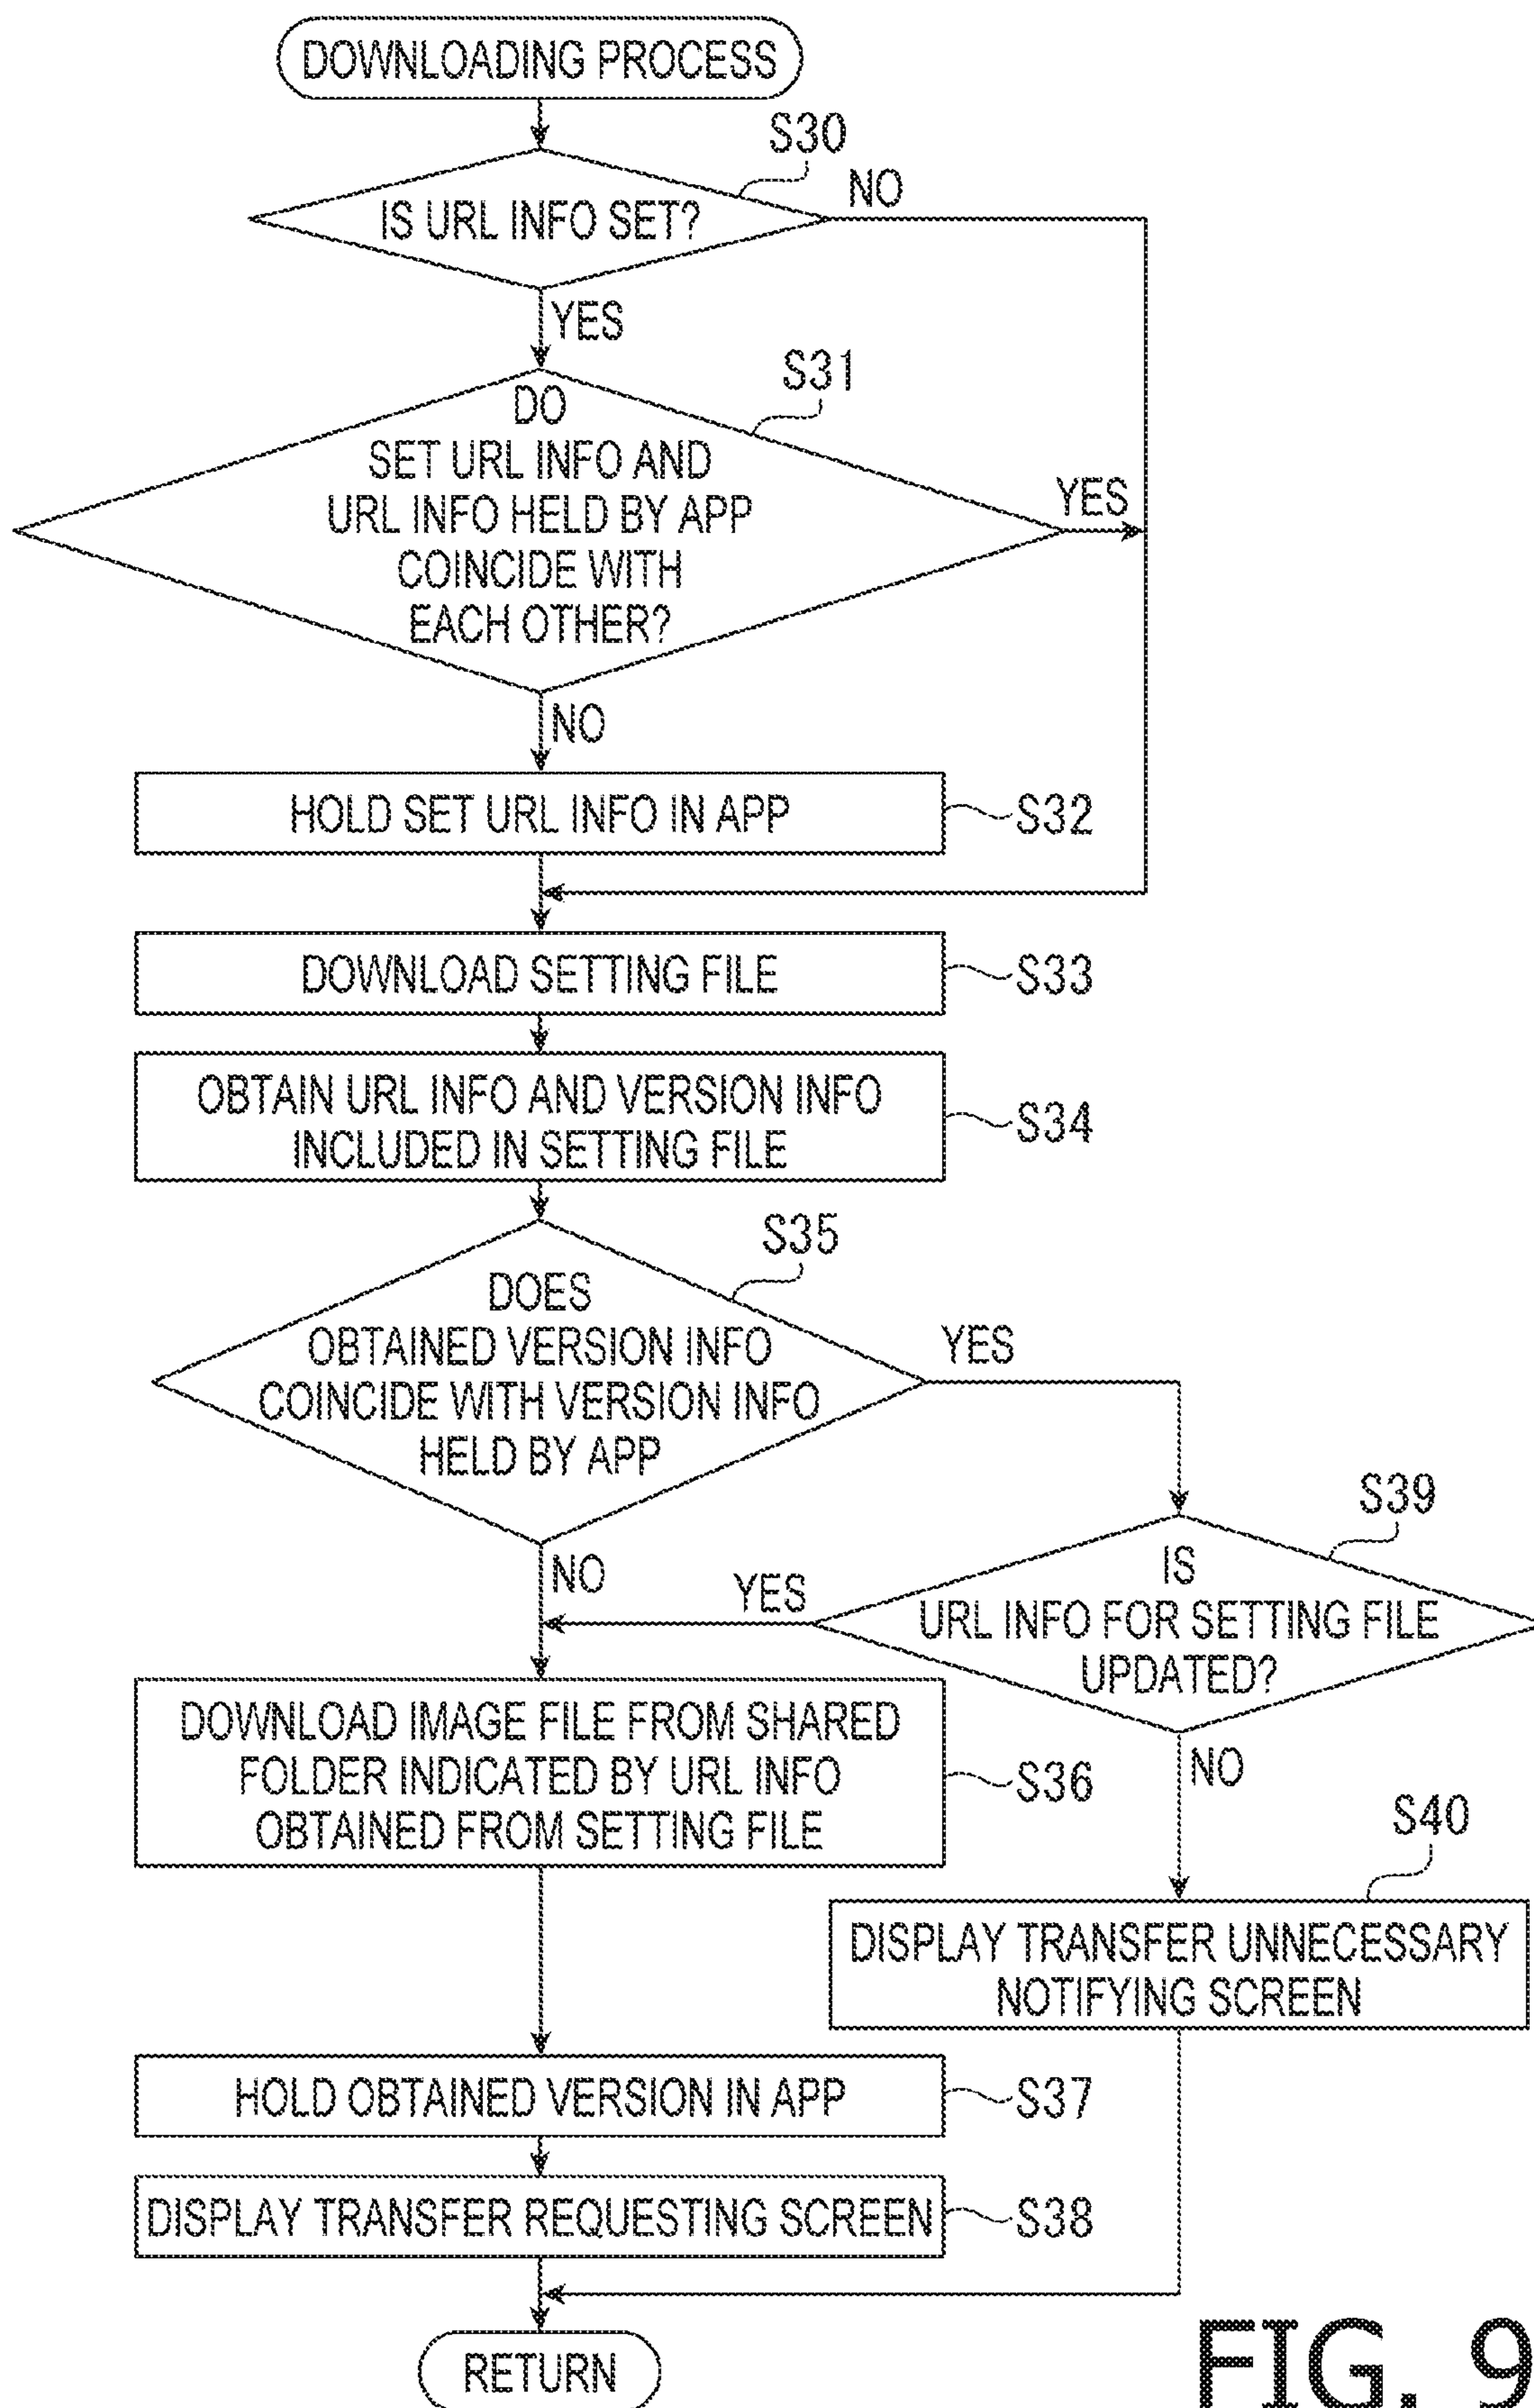 DOWNLOADING PROCESS
S30
IS URL INFO SET?
NO
YES
S31
DO
SET URL INFO AND
URL INFO HELD BY APP
COINCIDE WITH
EACH OTHER?
YES
NO
HOLD SET URL INFO IN APP
S32
DOWNLOAD SETTING FILE
S33
OBTAIN URL INFO AND VERSION INFO
INCLUDED IN SETTING FILE
S34
S35
DOES
OBTAINED VERSION INFO
COINCIDE WITH VERSION INFO
HELD BY APP
YES
NO
S39
IS
URL INFO FOR SETTING FILE
UPDATED?
YES
NO
DOWNLOAD IMAGE FILE FROM SHARED
FOLDER INDICATED BY URL INFO
OBTAINED FROM SETTING FILE
S36
S40
DISPLAY TRANSFER UNNECESSARY
NOTIFYING SCREEN
HOLD OBTAINED VERSION IN APP
S37
DISPLAY TRANSFER REQUESTING SCREEN
S38
RETURN
FIG. 9